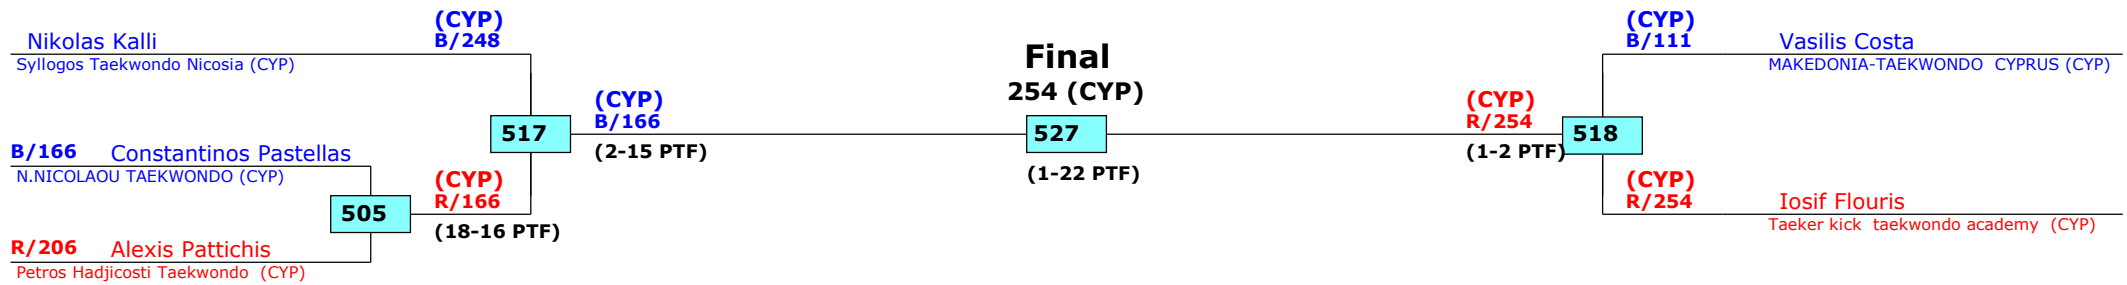 (CYP)
B/248
Nikolas Kalli
Syllogos Taekwondo Nicosia (CYP)
B/166 Constantinos Pastellas
N.NICOLAOU TAEKWONDO (CYP)
505
R/206 Alexis Pattichis
Petros Hadjicosti Taekwondo (CYP)
(CYP)
R/166
(18-16 PTF)
517
(CYP)
B/166
(2-15 PTF)
Final
254 (CYP)
527
(1-22 PTF)
(CYP)
R/254
(1-2 PTF)
518
(CYP)
B/111
Vasilis Costa
MAKEDONIA-TAEKWONDO CYPRUS (CYP)
(CYP)
R/254
Iosif Flouris
Taeker kick taekwondo academy (CYP)